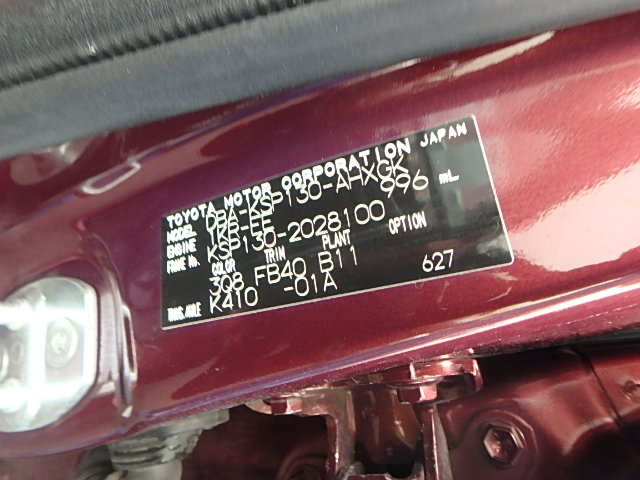 TOYOTA MOTOR CORPORATION JAPAN
MODEL DBA-KSP130-AHXGK
ENGINE 1KR-FE 996 mL
FRAME No. KSP130-2028100
COLOR TRIM PLANT OPTION
3Q8 FB40 B11 627
TRANS./AXLE K410 -01A